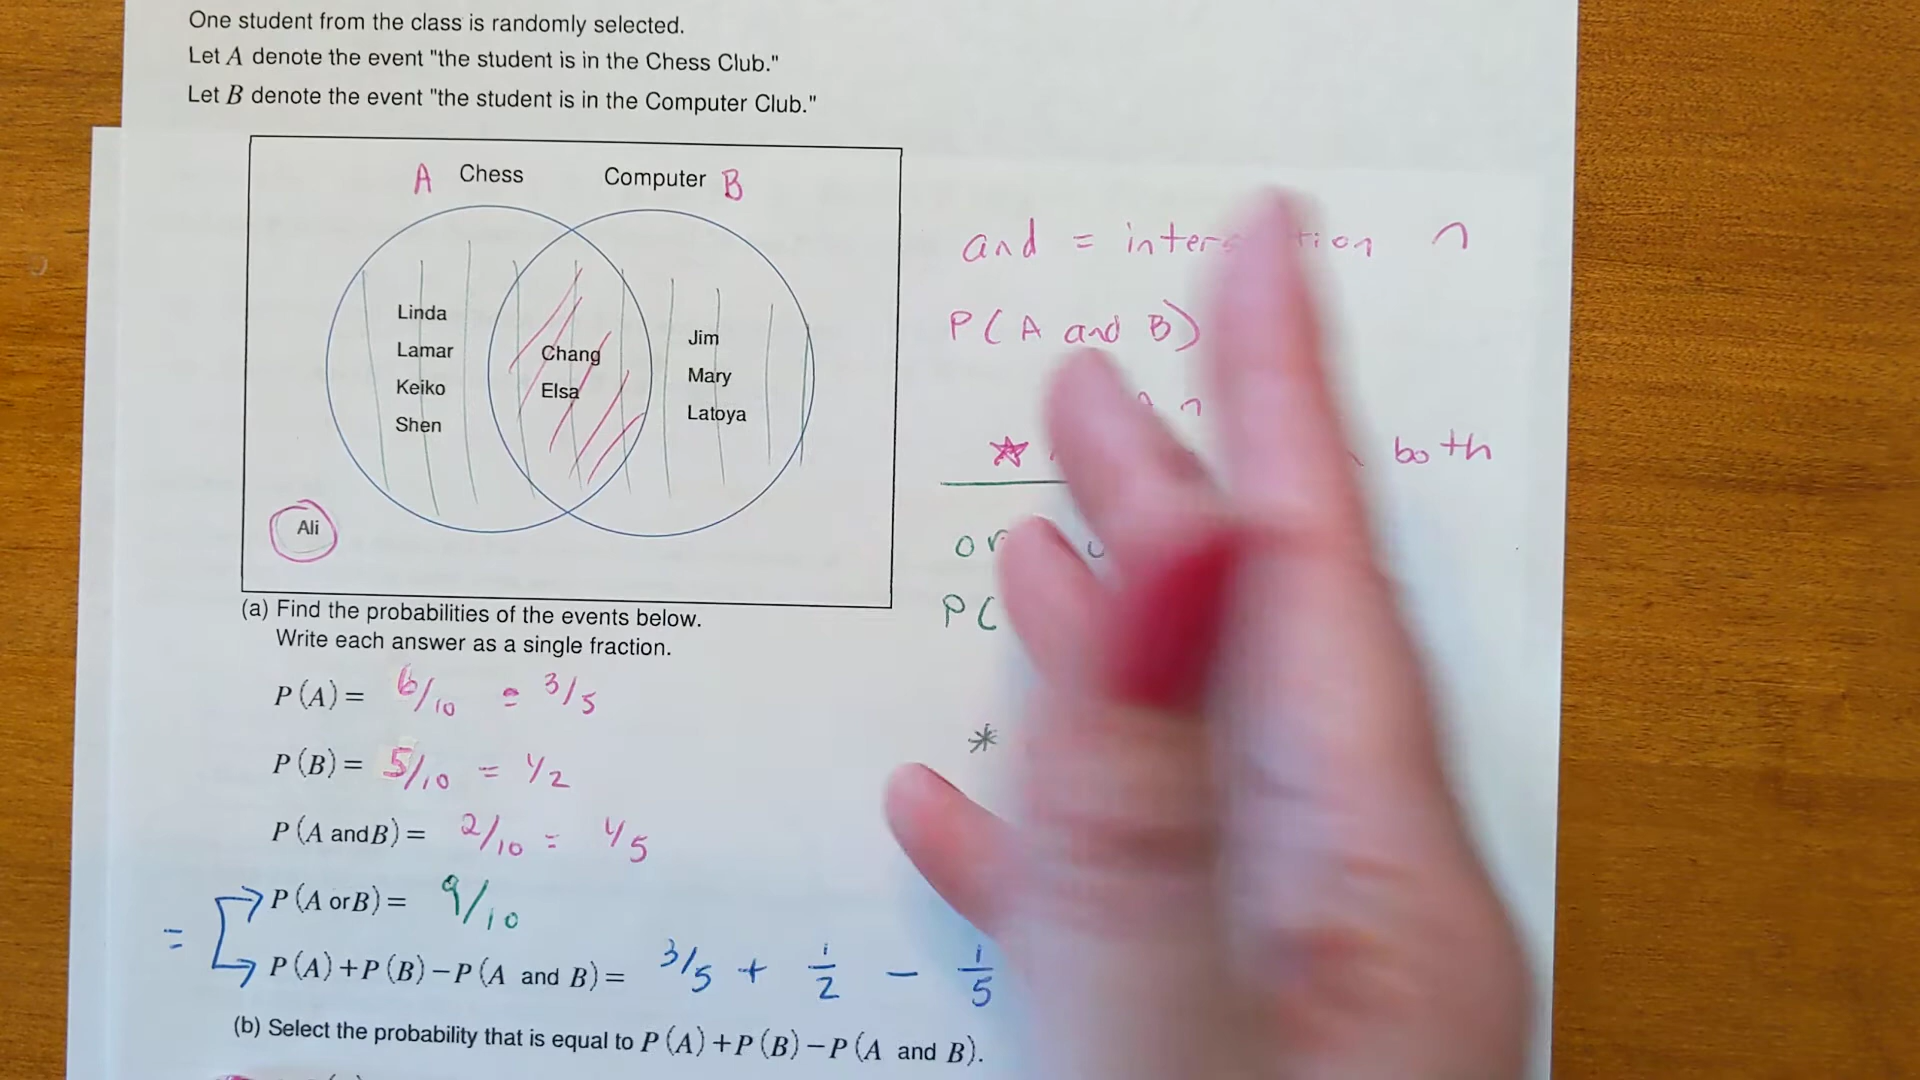 One student from the class is randomly selected.
Let A denote the event "the student is in the Chess Club."
Let B denote the event "the student is in the Computer Club."
A Chess Computer B
Linda
Lamar
Keiko
Shen
Chang
Elsa
Jim
Mary
Latoya
Ali
and = ∩
P(A and B)
∩
both
or
P(
*
(a) Find the probabilities of the events below.
Write each answer as a single fraction.
P(A) = 6/10 = 3/5
P(B) = 5/10 = 1/2
P(A and B) = 2/10 = 1/5
= P(A or B) = 9/10
P(A)+P(B)−P(A and B) = 3/5 + 1/2 − 1/5
(b) Select the probability that is equal to P(A)+P(B)−P(A and B).